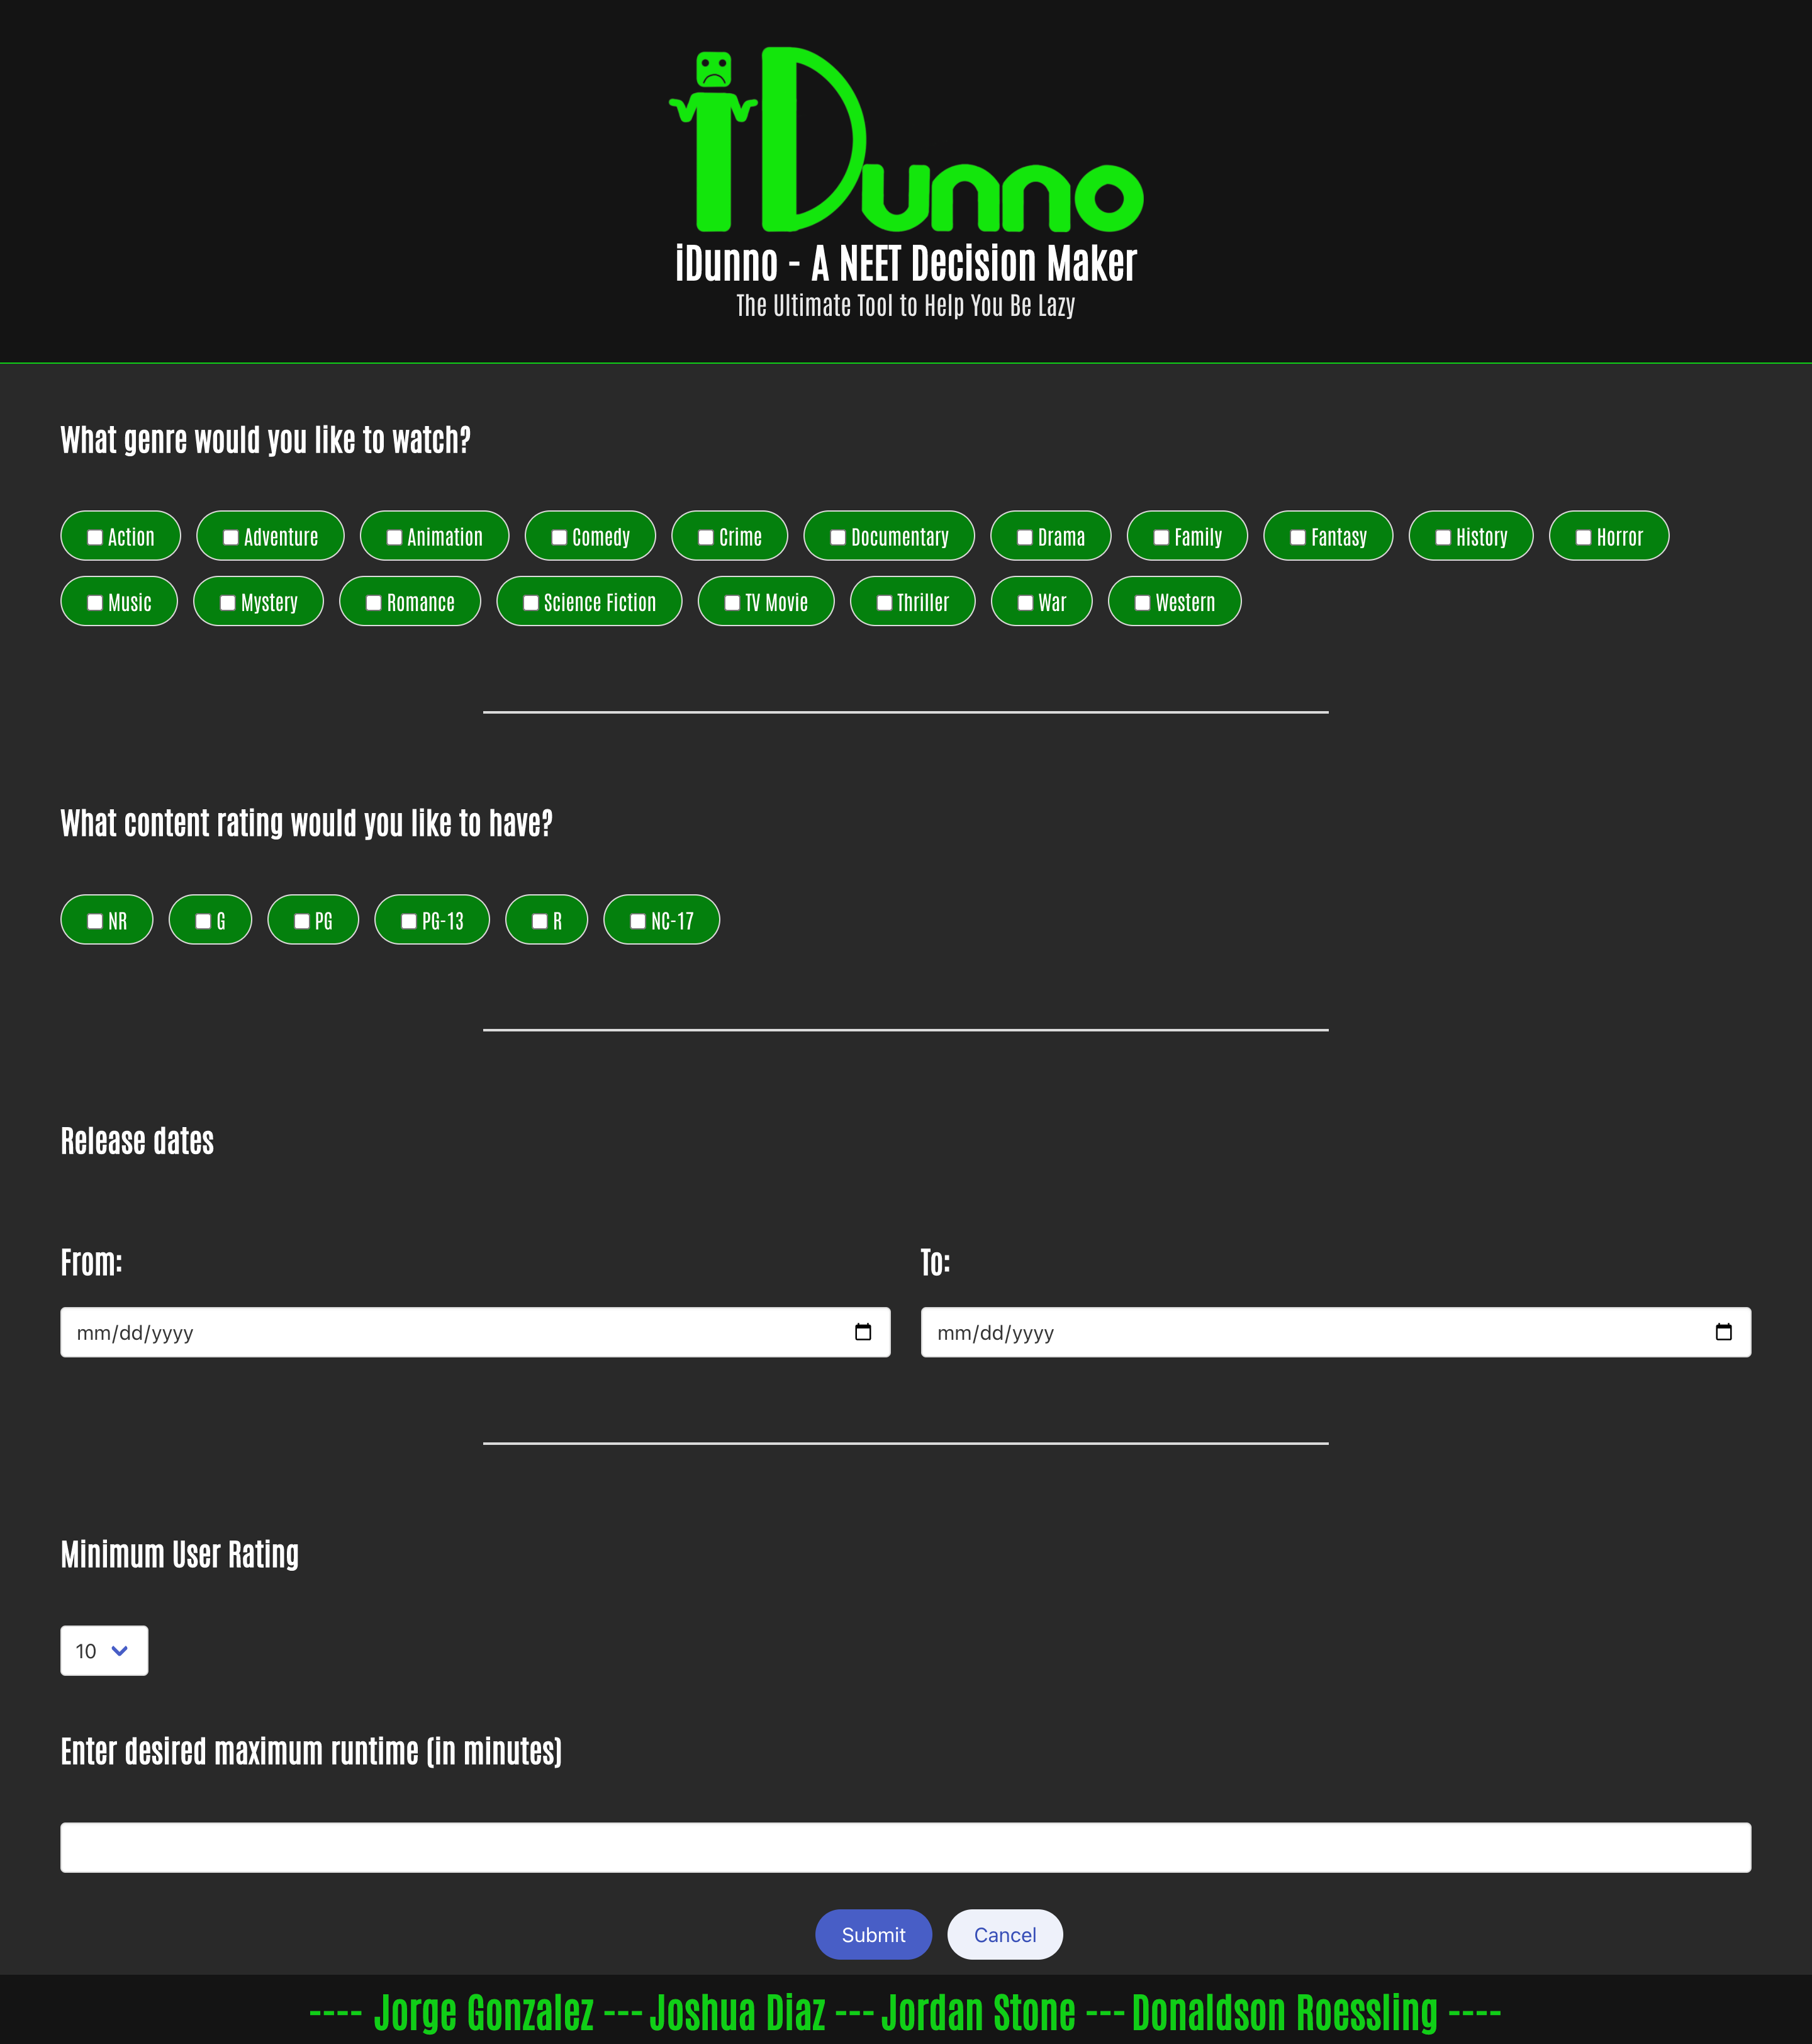 iDunno
iDunno - A NEET Decision Maker
The Ultimate Tool to Help You Be Lazy
What genre would you like to watch?
Action Adventure Animation Comedy Crime Documentary Drama Family Fantasy History Horror
Music Mystery Romance Science Fiction TV Movie Thriller War Western
What content rating would you like to have?
NR G PG PG-13 R NC-17
Release dates
From: To:
mm/dd/yyyy mm/dd/yyyy
Minimum User Rating
10
Enter desired maximum runtime (in minutes)
Submit Cancel
---- Jorge Gonzalez --- Joshua Diaz --- Jordan Stone --- Donaldson Roessling ----